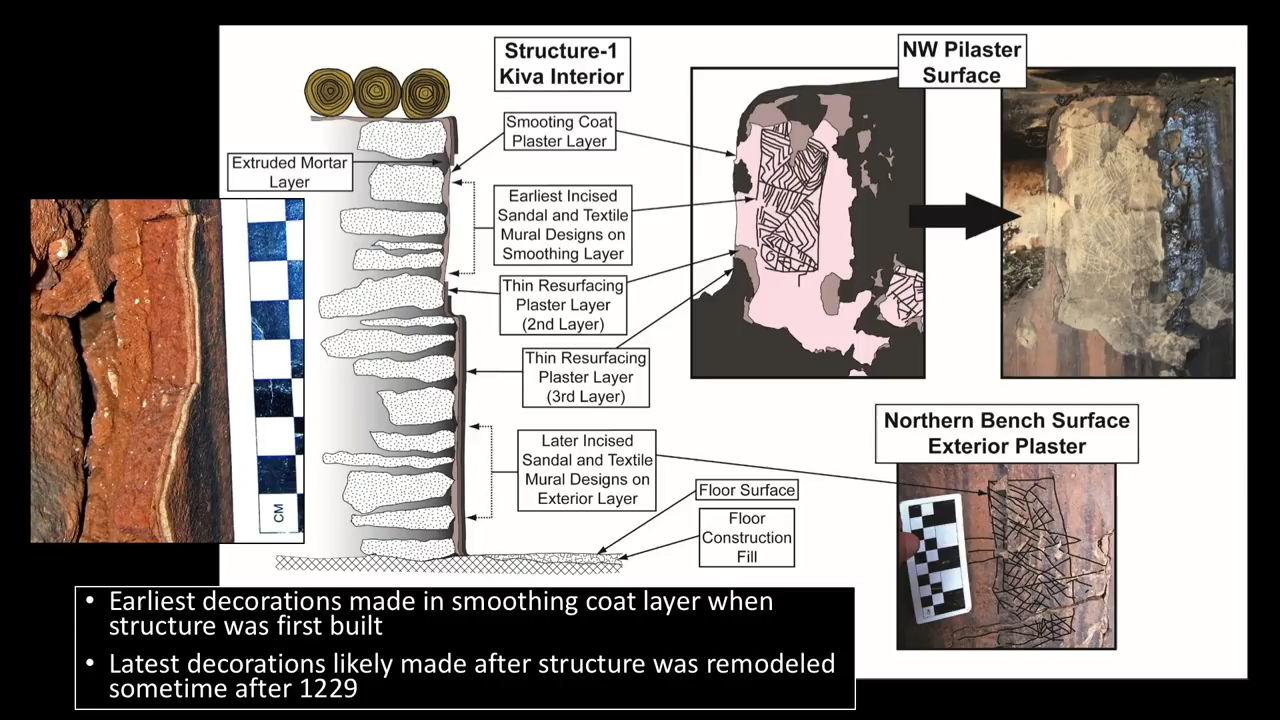 Structure-1
Kiva Interior
NW Pilaster
Surface
Smooting Coat
Plaster Layer
Extruded Mortar
Layer
Earliest Incised
Sandal and Textile
Mural Designs on
Smoothing Layer
Thin Resurfacing
Plaster Layer
(2nd Layer)
Thin Resurfacing
Plaster Layer
(3rd Layer)
Northern Bench Surface
Exterior Plaster
Later Incised
Sandal and Textile
Mural Designs on
Exterior Layer
Floor Surface
Floor
Construction
Fill
CM
• Earliest decorations made in smoothing coat layer when
structure was first built
• Latest decorations likely made after structure was remodeled
sometime after 1229